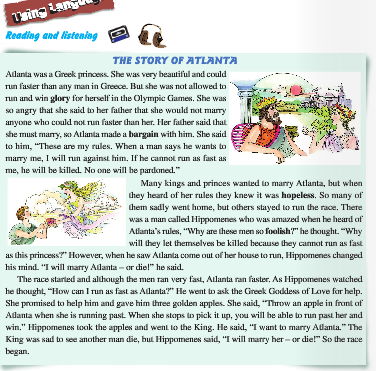 Using Language
Reading and listening
THE STORY OF ATLANTA
Atlanta was a Greek princess. She was very beautiful and could
run faster than any man in Greece. But she was not allowed to
run and win glory for herself in the Olympic Games. She was
so angry that she said to her father that she would not marry
anyone who could not run faster than her. Her father said that
she must marry, so Atlanta made a bargain with him. She said
to him, “These are my rules. When a man says he wants to
marry me, I will run against him. If he cannot run as fast as
me, he will be killed. No one will be pardoned.”
Many kings and princes wanted to marry Atlanta, but when
they heard of her rules they knew it was hopeless. So many of
them sadly went home, but others stayed to run the race. There
was a man called Hippomenes who was amazed when he heard of
Atlanta’s rules, “Why are these men so foolish?” he thought. “Why
will they let themselves be killed because they cannot run as fast
as this princess?” However, when he saw Atlanta come out of her house to run, Hippomenes changed
his mind. “I will marry Atlanta – or die!” he said.
The race started and although the men ran very fast, Atlanta ran faster. As Hippomenes watched
he thought, “How can I run as fast as Atlanta?” He went to ask the Greek Goddess of Love for help.
She promised to help him and gave him three golden apples. She said, “Throw an apple in front of
Atlanta when she is running past. When she stops to pick it up, you will be able to run past her and
win.” Hippomenes took the apples and went to the King. He said, “I want to marry Atlanta.” The
King was sad to see another man die, but Hippomenes said, “I will marry her – or die!” So the race
began.